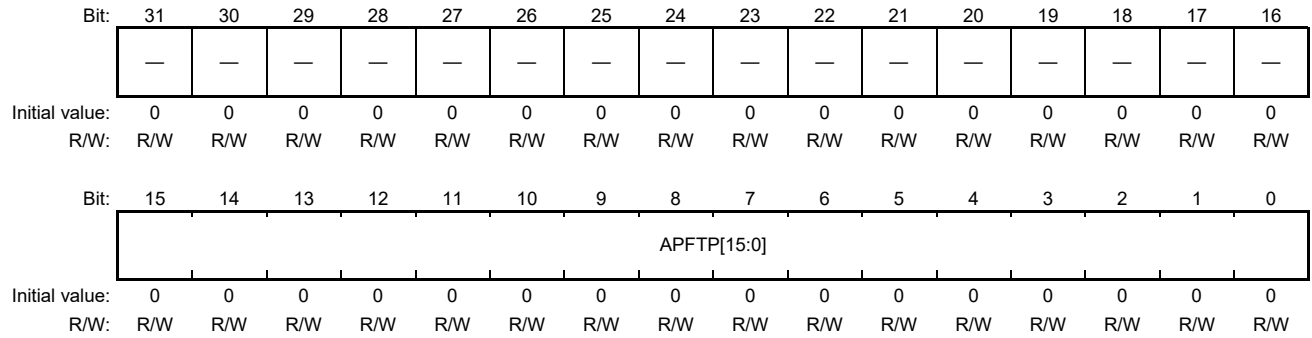 Bit: 31 30 29 28 27 26 25 24 23 22 21 20 19 18 17 16
— — — — — — — — — — — — — — — —
Initial value: 0 0 0 0 0 0 0 0 0 0 0 0 0 0 0 0
R/W: R/W R/W R/W R/W R/W R/W R/W R/W R/W R/W R/W R/W R/W R/W R/W R/W
Bit: 15 14 13 12 11 10 9 8 7 6 5 4 3 2 1 0
APFTP[15:0]
Initial value: 0 0 0 0 0 0 0 0 0 0 0 0 0 0 0 0
R/W: R/W R/W R/W R/W R/W R/W R/W R/W R/W R/W R/W R/W R/W R/W R/W R/W